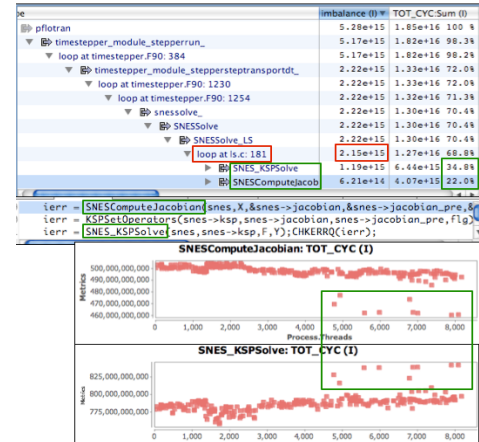 pe imbalance (I) ▼ TOT_CYC:Sum (I)
pflotran 5.28e+15 1.85e+16 100 %
timestepper_module_stepperrun_ 5.17e+15 1.82e+16 98.3%
loop at timestepper.F90: 384 5.17e+15 1.82e+16 98.2%
timestepper_module_steppersteptransportdt_ 2.22e+15 1.33e+16 72.0%
loop at timestepper.F90: 1230 2.22e+15 1.33e+16 72.0%
loop at timestepper.F90: 1254 2.22e+15 1.32e+16 71.3%
snessolve_ 2.22e+15 1.30e+16 70.4%
SNESSolve 2.22e+15 1.30e+16 70.4%
SNESSolve_LS 2.22e+15 1.30e+16 70.4%
loop at ls.c: 181 2.15e+15 1.27e+16 68.8%
SNES_KSPSolve 1.19e+15 6.44e+15 34.8%
SNESComputeJacob 6.21e+14 4.07e+15 22.0%
ierr = SNESComputeJacobian(snes,X,&snes->jacobian,&snes->jacobian_pre,&
ierr = KSPSetOperators(snes->ksp,snes->jacobian,snes->jacobian_pre,flg)
ierr = SNES_KSPSolve(snes,snes->ksp,F,Y);CHKERRQ(ierr);
SNESComputeJacobian: TOT_CYC (I)
Metrics
500,000,000,000
490,000,000,000
480,000,000,000
470,000,000,000
460,000,000,000
0 1,000 2,000 3,000 4,000 5,000 6,000 7,000 8,000
Process.Threads
SNES_KSPSolve: TOT_CYC (I)
Metrics
825,000,000,000
800,000,000,000
775,000,000,000
0 1,000 2,000 3,000 4,000 5,000 6,000 7,000 8,000